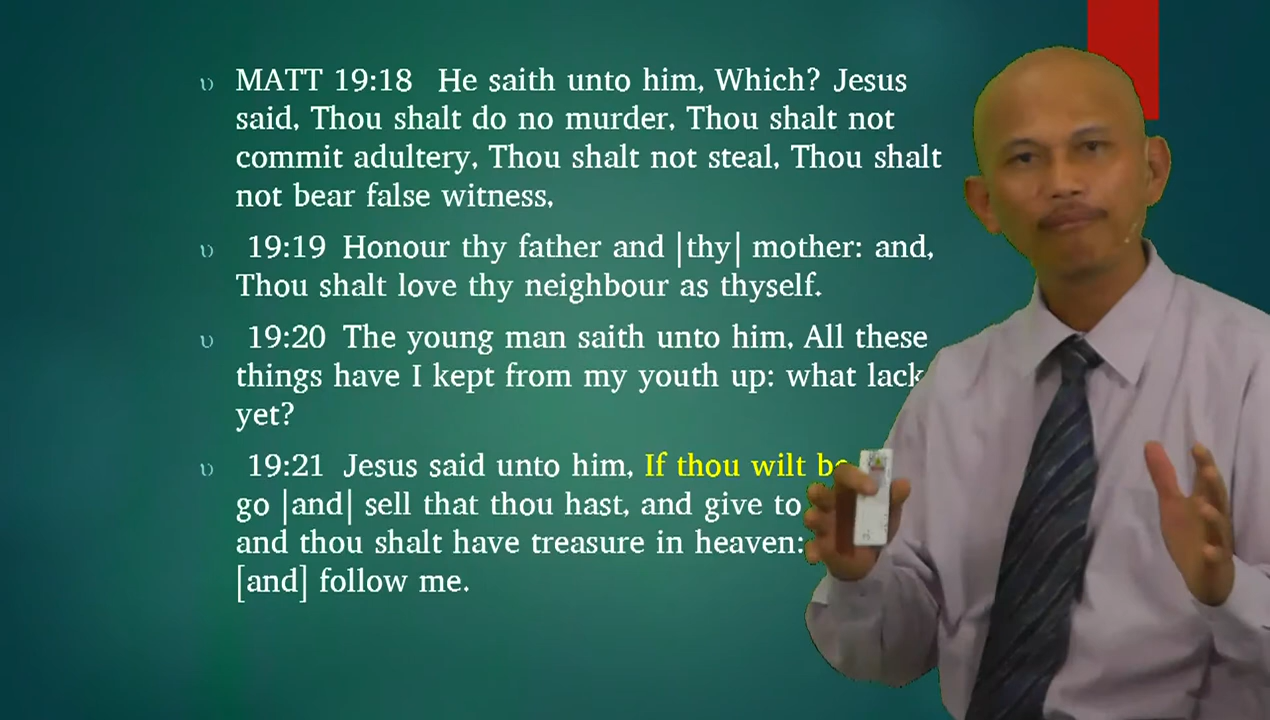 MATT 19:18 He saith unto him, Which? Jesus
said, Thou shalt do no murder, Thou shalt not
commit adultery, Thou shalt not steal, Thou shalt
not bear false witness,
19:19 Honour thy father and |thy| mother: and,
Thou shalt love thy neighbour as thyself.
19:20 The young man saith unto him, All these
things have I kept from my youth up: what lack
yet?
19:21 Jesus said unto him, If thou wilt be
go |and| sell that thou hast, and give to
and thou shalt have treasure in heaven:
[and] follow me.